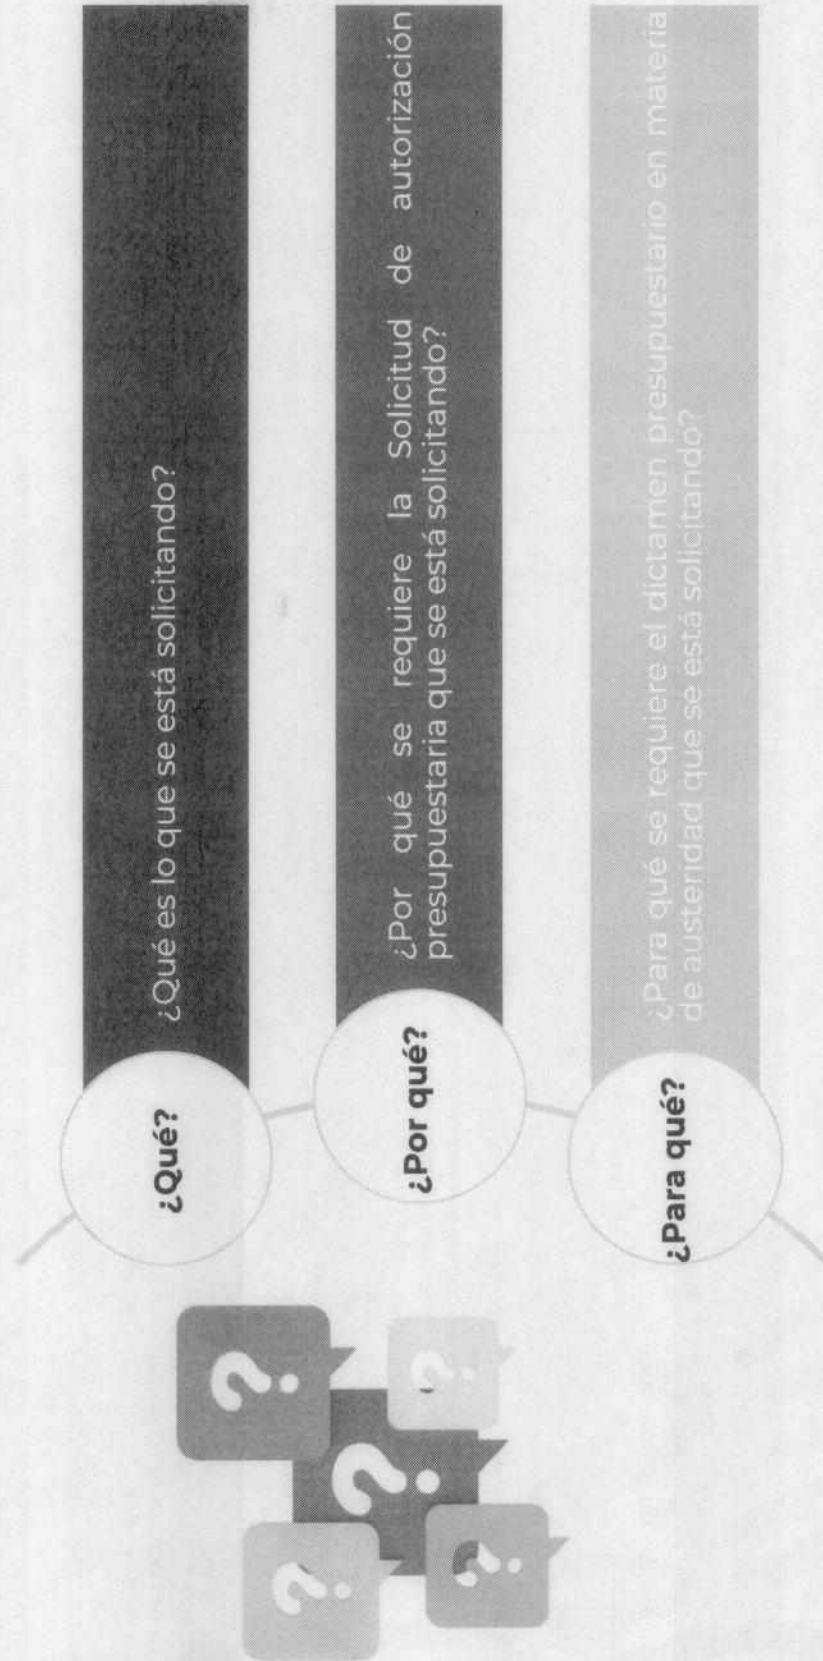 ¿Qué?
¿Qué es lo que se está solicitando?
¿Por qué?
¿Por qué se requiere la Solicitud de autorización
presupuestaria que se está solicitando?
¿Para qué?
¿Para qué se requiere el dictamen presupuestario en materia
de austeridad que se está solicitando?
?
?
?
?
?